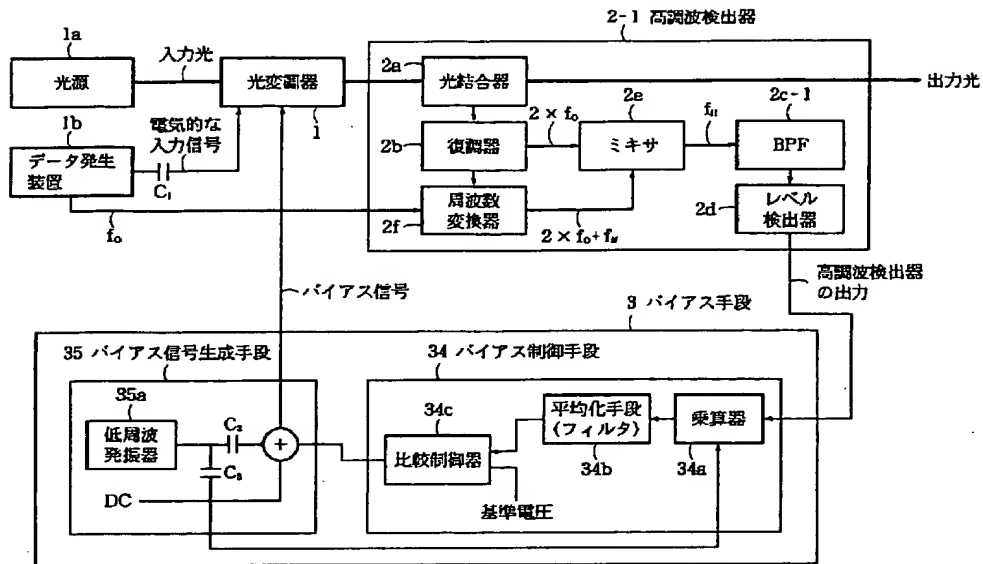 2-1 高調波検出器
1a
光源
入力光
光変調器
1
2a
光結合器
出力光
1b
データ発生
装置
C₁
電気的な
入力信号
2b
復調器
2 × f₀
2e
ミキサ
2c-1
BPF
f₀
2f
周波数
変換器
2d
レベル
検出器
高調波検出器
の出力
バイアス信号
3 バイアス手段
35 バイアス信号生成手段
35a
低周波
発振器
C₂
+
C₃
DC
34 バイアス制御手段
34c
比較制御器
基準電圧
平均化手段
(フィルタ)
34b
乗算器
34a